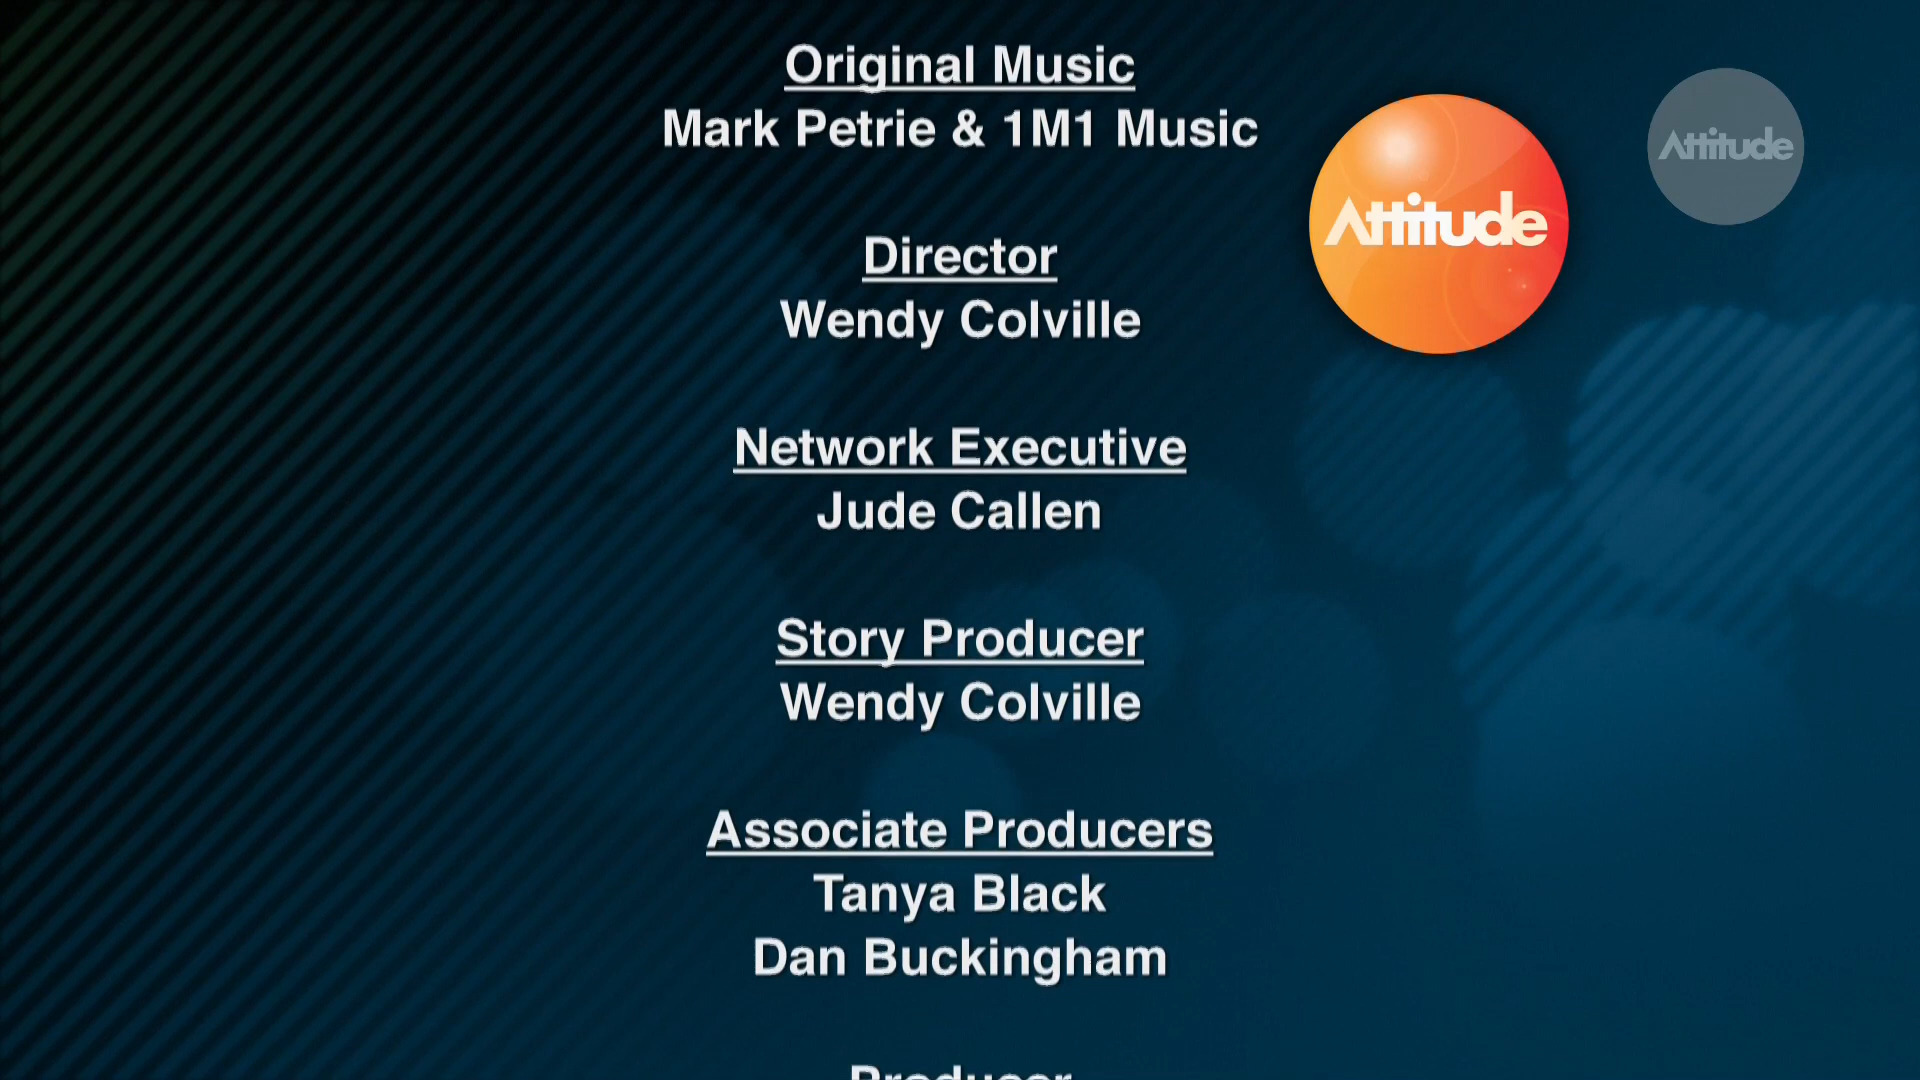 Original Music
Mark Petrie & 1M1 Music
Attitude
Attitude
Director
Wendy Colville
Network Executive
Jude Callen
Story Producer
Wendy Colville
Associate Producers
Tanya Black
Dan Buckingham
Producer